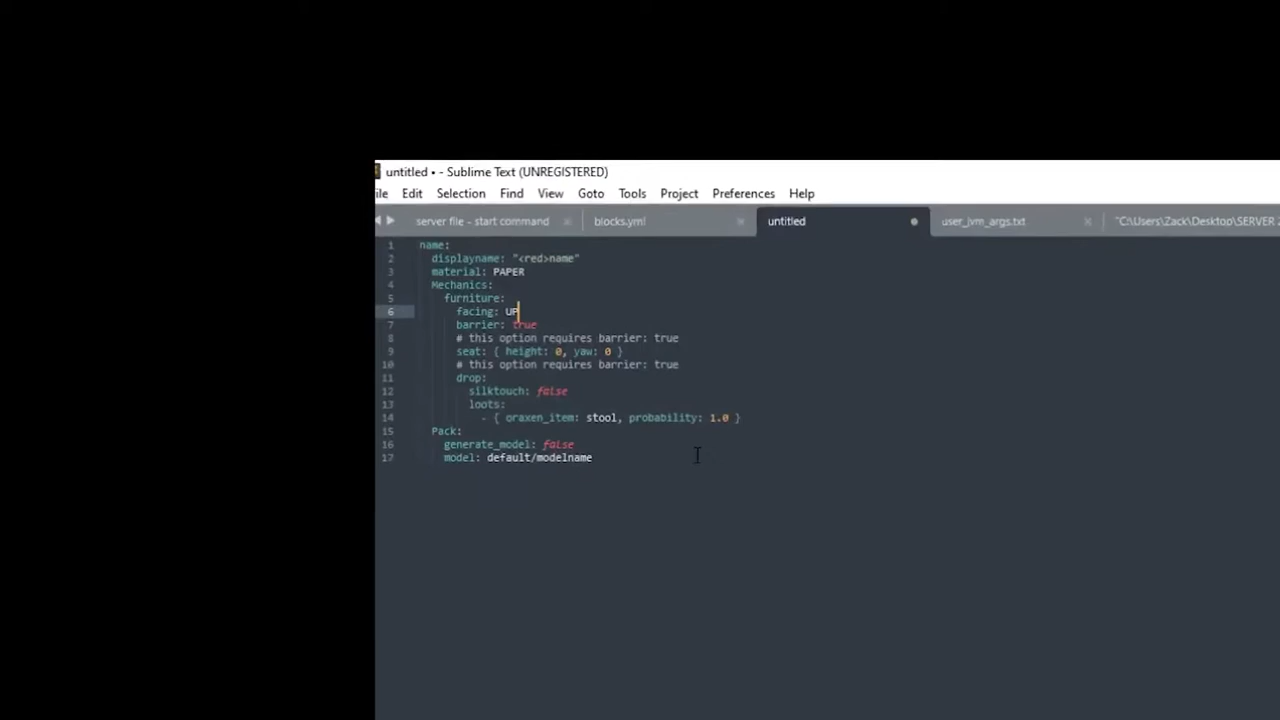 untitled • - Sublime Text (UNREGISTERED)
ile Edit Selection Find View Goto Tools Project Preferences Help
server file - start command × blocks.yml × untitled user_jvm_args.txt × "C:\Users\Zack\Desktop\SERVER
1 name:
2 displayname: "<red>name"
3 material: PAPER
4 Mechanics:
5 furniture:
6 facing: UP
7 barrier: true
8 # this option requires barrier: true
9 seat: { height: 0, yaw: 0 }
10 # this option requires barrier: true
11 drop:
12 silktouch: false
13 loots:
14 - { oraxen_item: stool, probability: 1.0 }
15 Pack:
16 generate_model: false
17 model: default/modelname